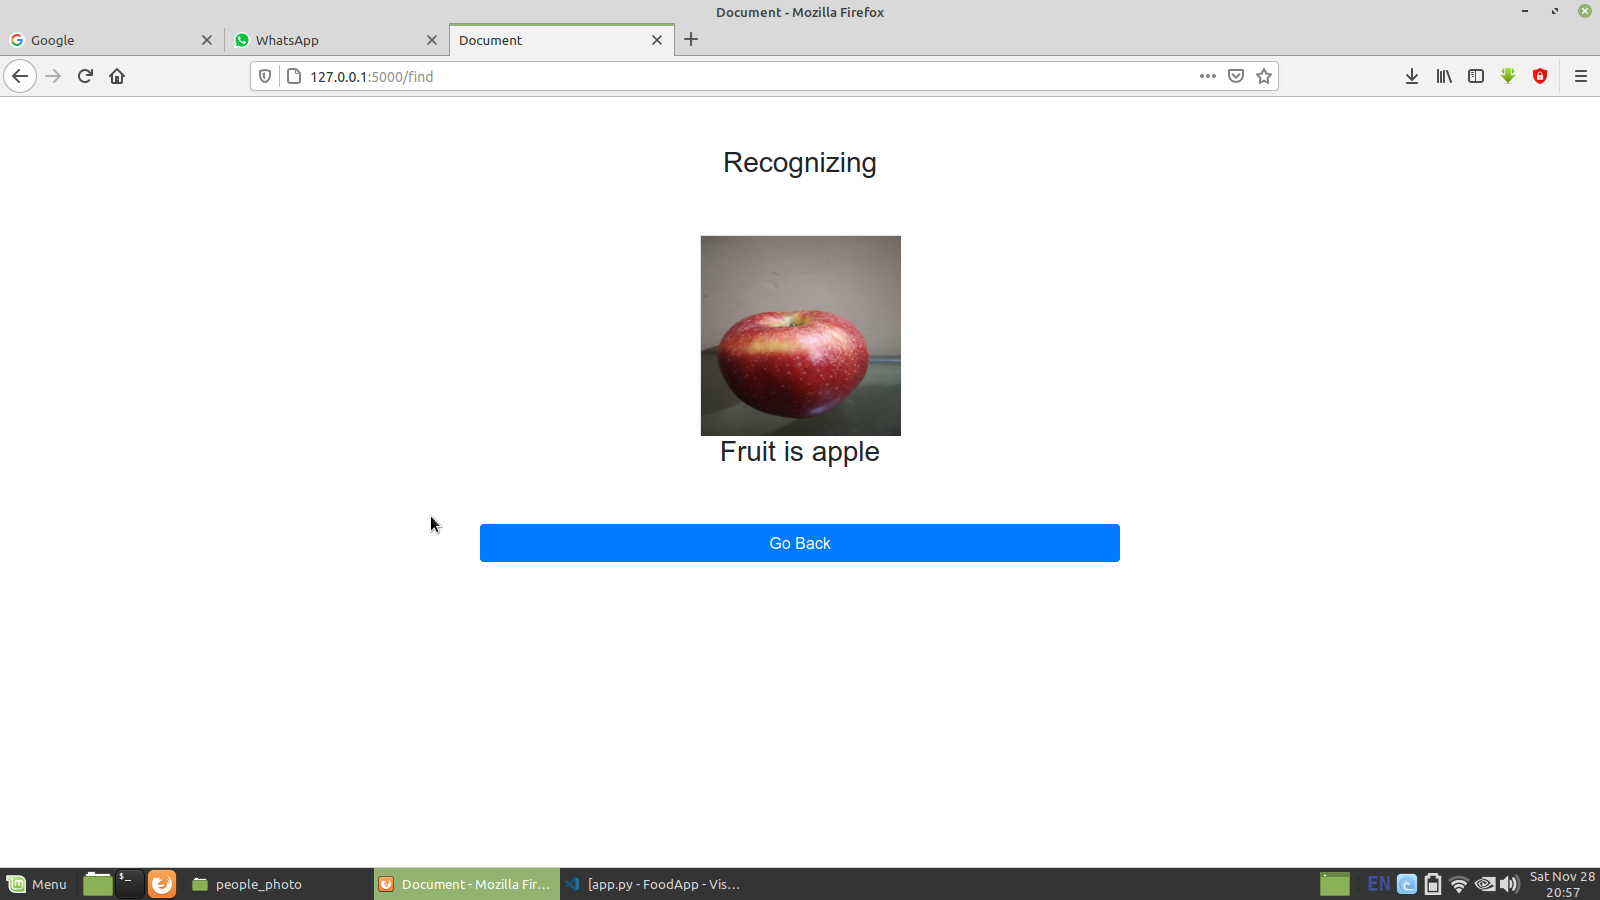 Document - Mozilla Firefox
Google
WhatsApp
Document
127.0.0.1:5000/find
Recognizing
Fruit is apple
Go Back
Menu
$_
people_photo
Document - Mozilla Fir...
[app.py - FoodApp - Vis...
EN
Sat Nov 28
20:57